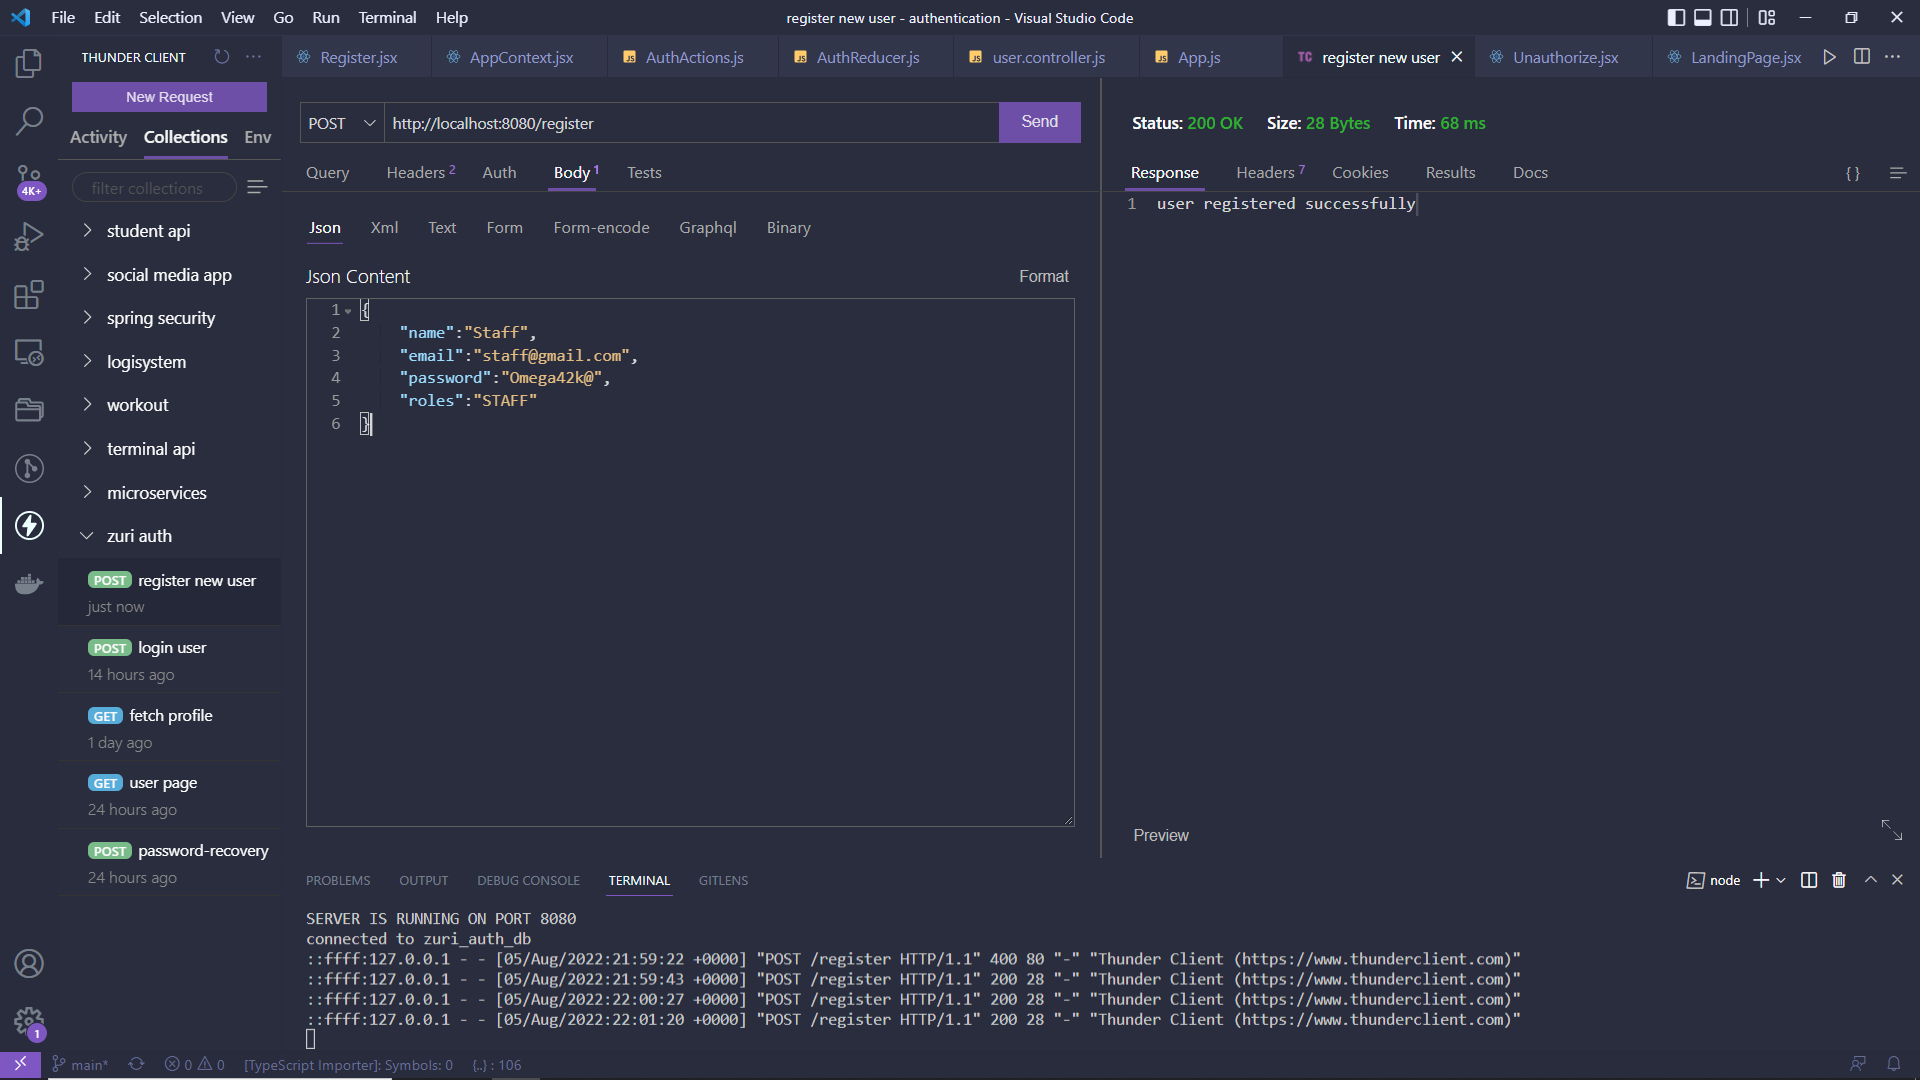 File Edit Selection View Go Run Terminal Help
register new user - authentication - Visual Studio Code
THUNDER CLIENT
Register.jsx
AppContext.jsx
AuthActions.js
AuthReducer.js
user.controller.js
App.js
TC register new user
Unauthorize.jsx
LandingPage.jsx
New Request
Activity Collections Env
filter collections
4K+
student api
social media app
spring security
logisystem
workout
terminal api
microservices
zuri auth
POST register new user
just now
POST login user
14 hours ago
GET fetch profile
1 day ago
GET user page
24 hours ago
POST password-recovery
24 hours ago
1
POST http://localhost:8080/register Send
Query Headers 2 Auth Body 1 Tests
Json Xml Text Form Form-encode Graphql Binary
Json Content Format
1 {
2 "name":"Staff",
3 "email":"staff@gmail.com",
4 "password":"Omega42k@",
5 "roles":"STAFF"
6 }
Status: 200 OK Size: 28 Bytes Time: 68 ms
Response Headers 7 Cookies Results Docs {}
1 user registered successfully
Preview
PROBLEMS OUTPUT DEBUG CONSOLE TERMINAL GITLENS
node
SERVER IS RUNNING ON PORT 8080
connected to zuri_auth_db
::ffff:127.0.0.1 - - [05/Aug/2022:21:59:22 +0000] "POST /register HTTP/1.1" 400 80 "-" "Thunder Client (https://www.thunderclient.com)"
::ffff:127.0.0.1 - - [05/Aug/2022:21:59:43 +0000] "POST /register HTTP/1.1" 200 28 "-" "Thunder Client (https://www.thunderclient.com)"
::ffff:127.0.0.1 - - [05/Aug/2022:22:00:27 +0000] "POST /register HTTP/1.1" 200 28 "-" "Thunder Client (https://www.thunderclient.com)"
::ffff:127.0.0.1 - - [05/Aug/2022:22:01:20 +0000] "POST /register HTTP/1.1" 200 28 "-" "Thunder Client (https://www.thunderclient.com)"
main* 0 0 [TypeScript Importer]: Symbols: 0 {..} : 106